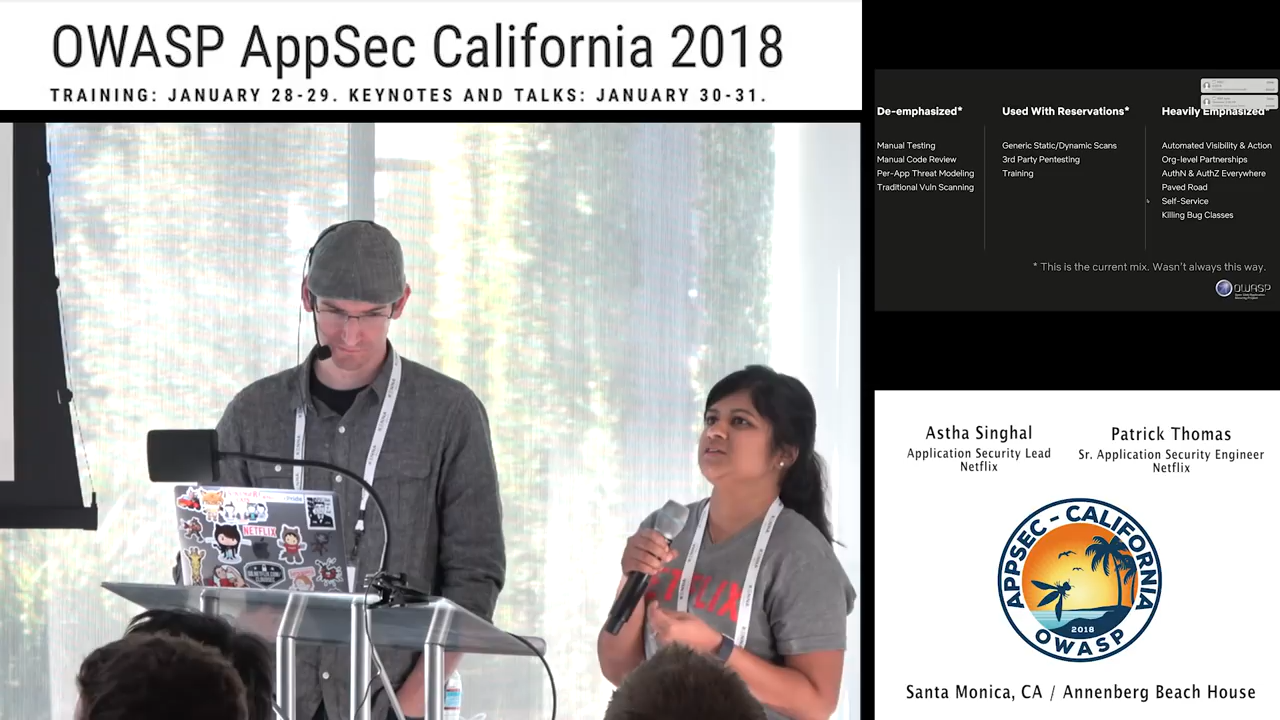 OWASP AppSec California 2018
TRAINING: JANUARY 28-29. KEYNOTES AND TALKS: JANUARY 30-31.
De-emphasized*
Manual Testing
Manual Code Review
Per-App Threat Modeling
Traditional Vuln Scanning
Used With Reservations*
Generic Static/Dynamic Scans
3rd Party Pentesting
Training
Heavily Emphasized*
Automated Visibility & Action
Org-level Partnerships
AuthN & AuthZ Everywhere
Paved Road
Self-Service
Killing Bug Classes
* This is the current mix. Wasn't always this way.
OWASP
NETFLIX
NETFLIX
Astha Singhal
Application Security Lead
Netflix
Patrick Thomas
Sr. Application Security Engineer
Netflix
APPSEC - CALIFORNIA
2018
OWASP
Santa Monica, CA / Annenberg Beach House